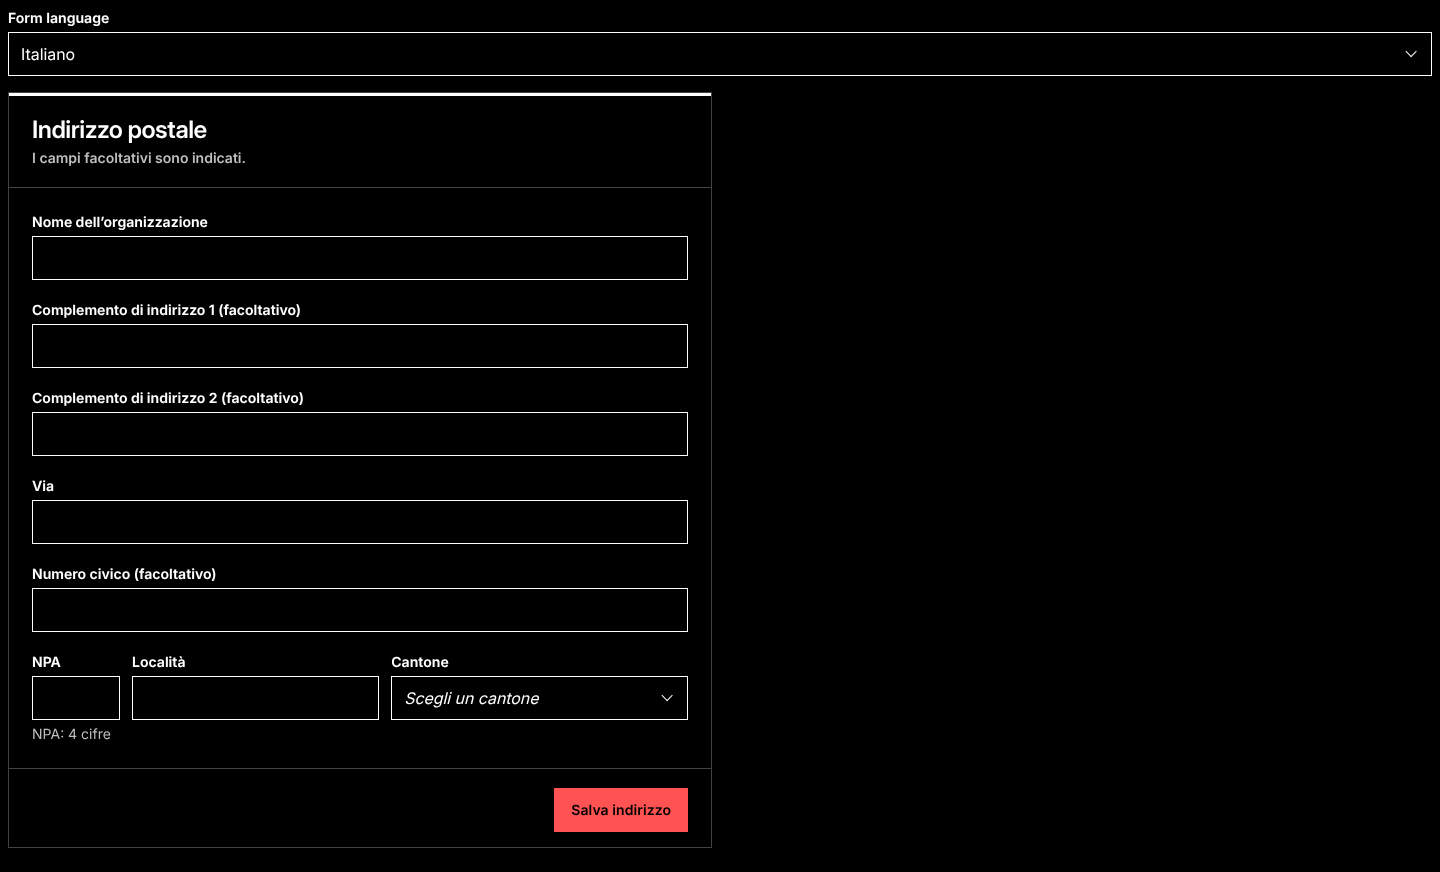 Form language
Italiano
Indirizzo postale
I campi facoltativi sono indicati.
Nome dell’organizzazione
Complemento di indirizzo 1 (facoltativo)
Complemento di indirizzo 2 (facoltativo)
Via
Numero civico (facoltativo)
NPA Località Cantone
Scegli un cantone
NPA: 4 cifre
Salva indirizzo